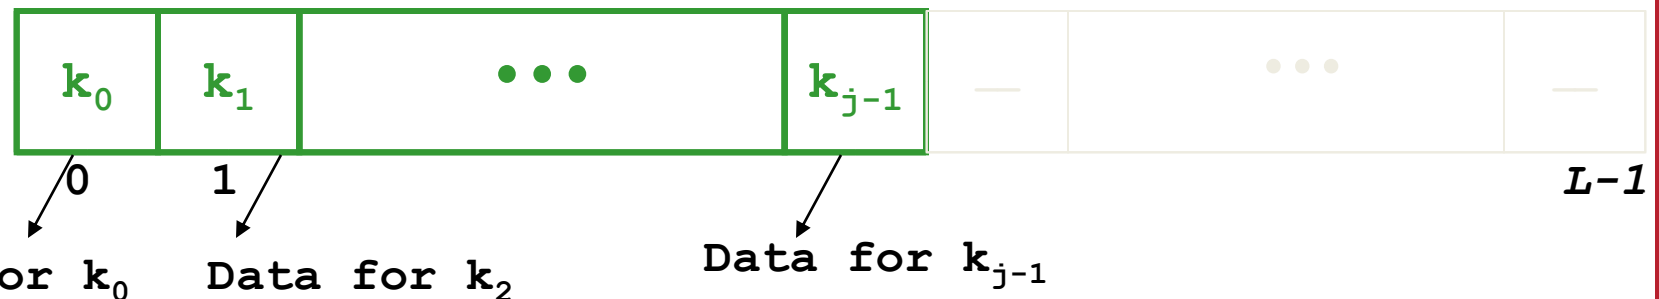 k₀ k₁ ••• kⱼ₋₁ — ••• —
0 1 L-1
or k₀ Data for k₂ Data for kⱼ₋₁